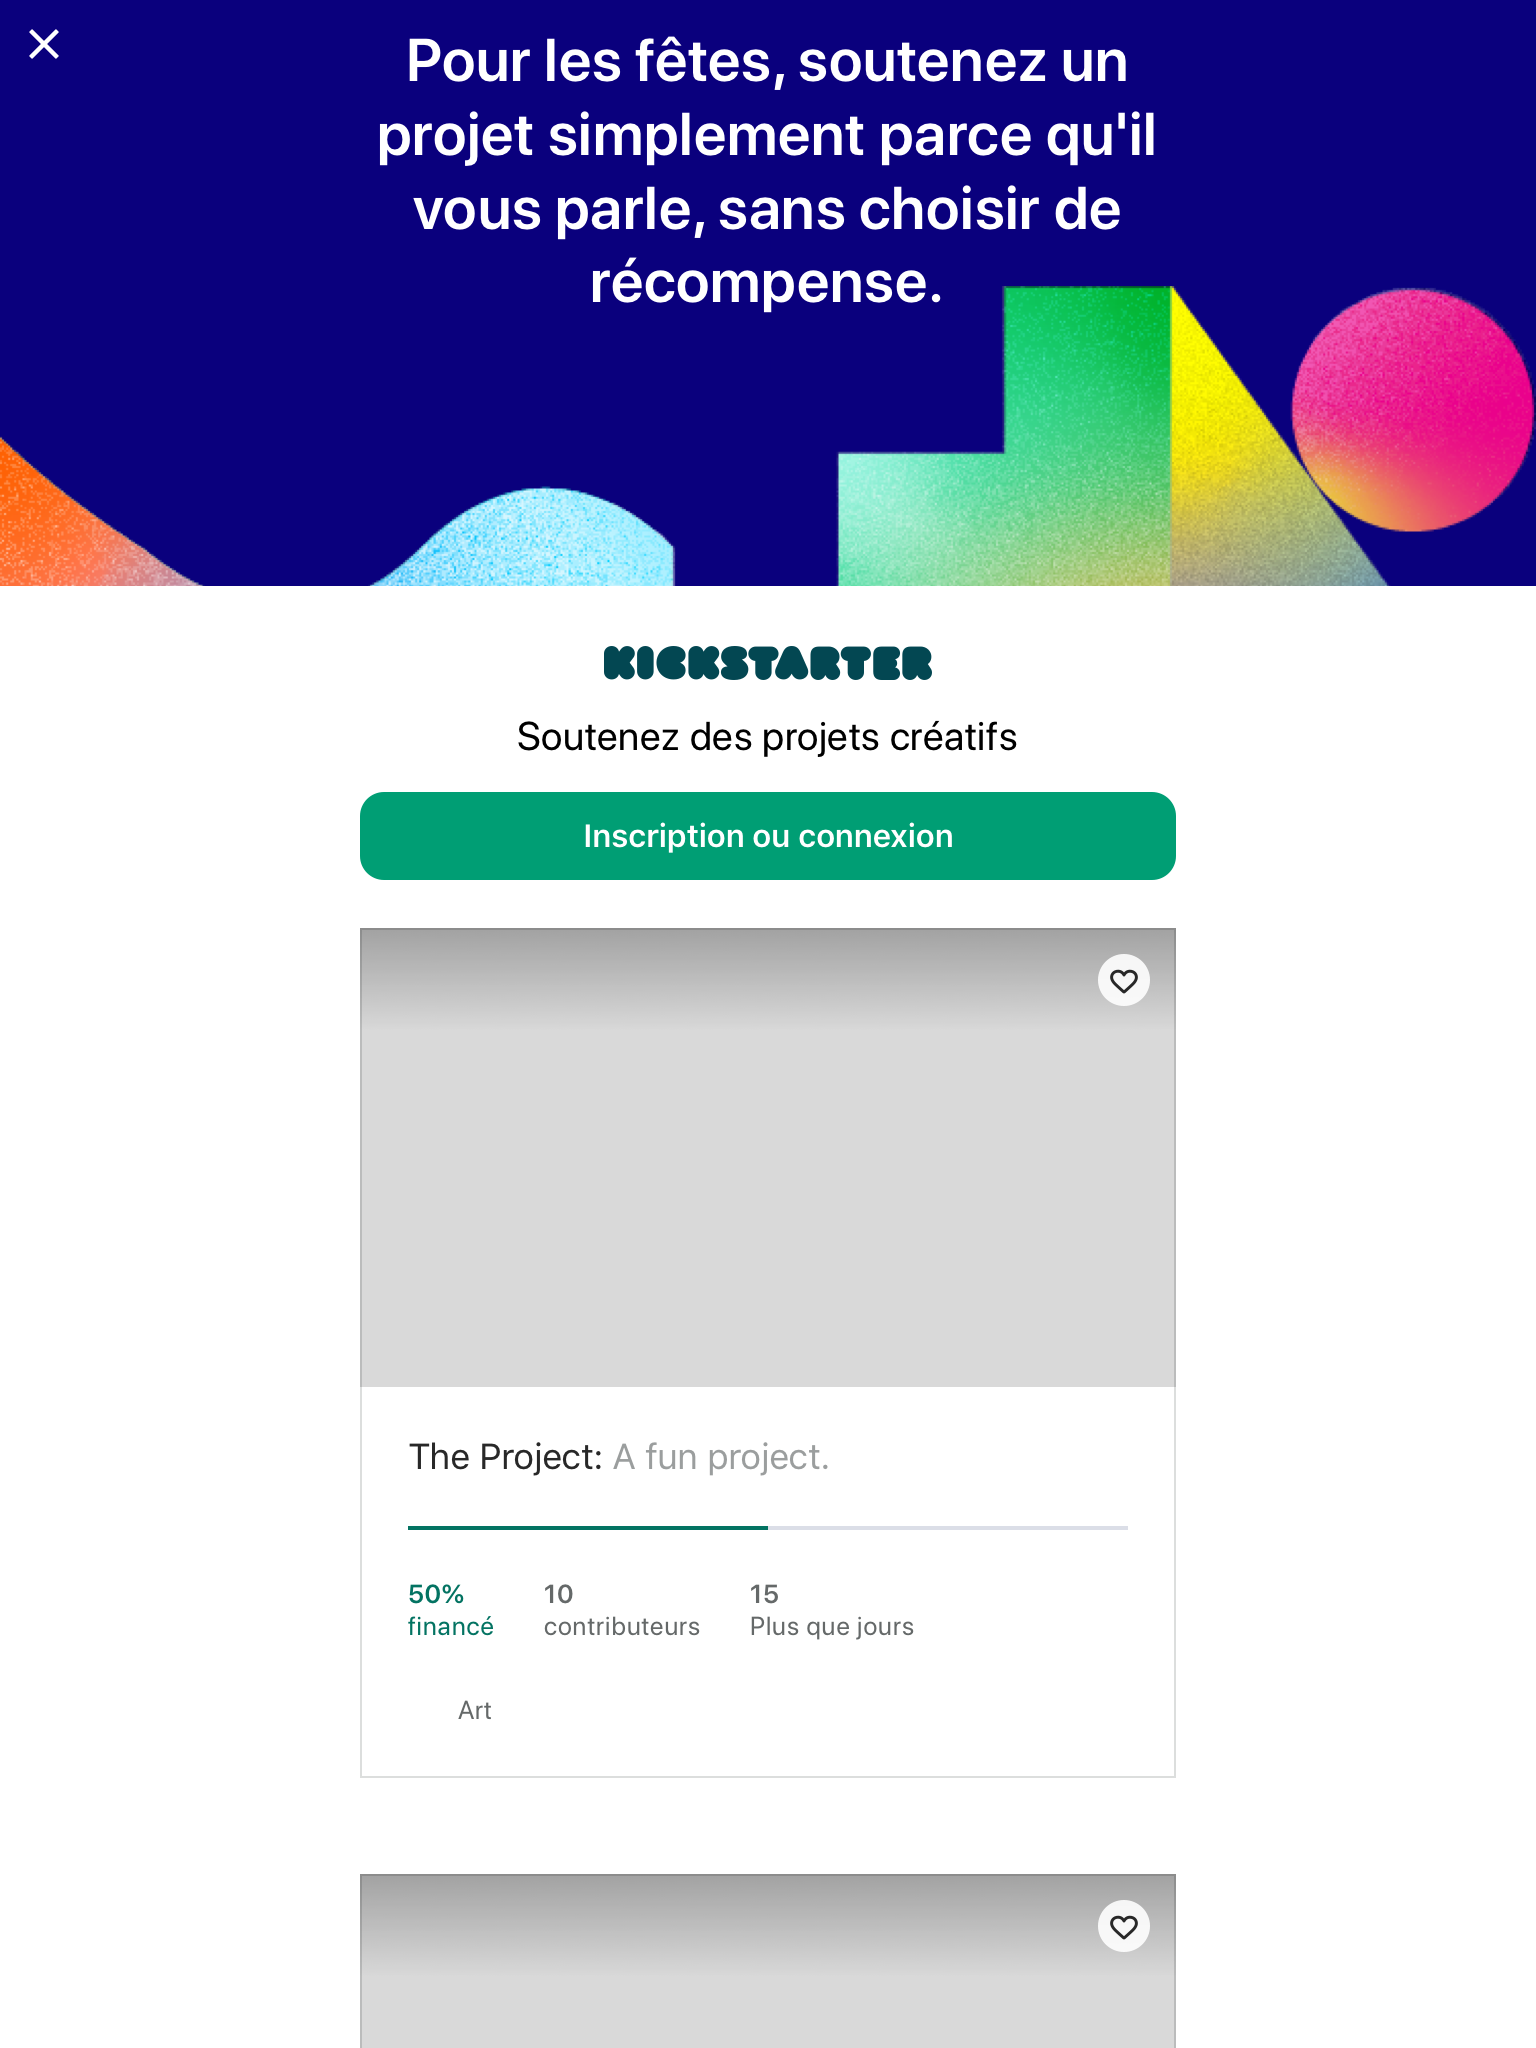 Pour les fêtes, soutenez un
projet simplement parce qu'il
vous parle, sans choisir de
récompense.
KICKSTARTER
Soutenez des projets créatifs
Inscription ou connexion
The Project: A fun project.
50%
financé
10
contributeurs
15
Plus que jours
Art